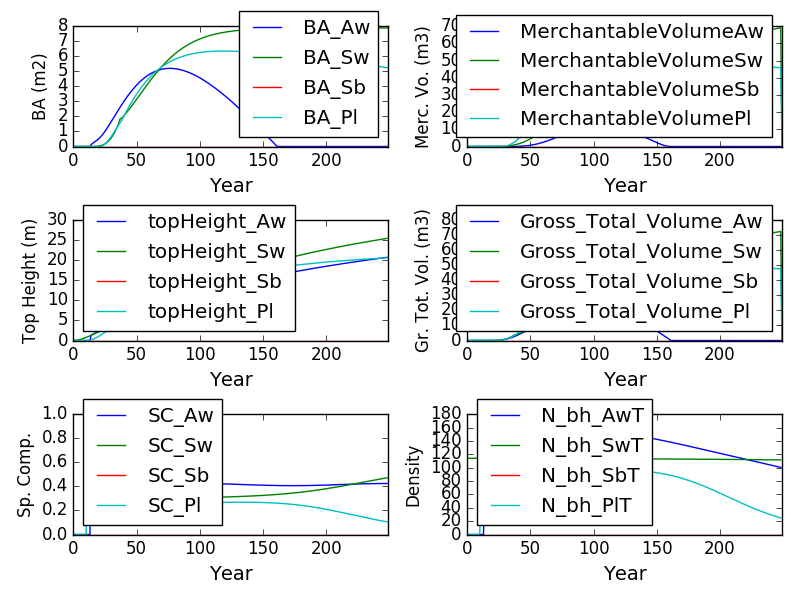 BA (m2)
8
7
6
5
4
3
2
1
0
0 50 100 150 200
Year
BA_Aw
BA_Sw
BA_Sb
BA_Pl
Merc. Vo. (m3)
70
60
50
40
30
20
10
0
0 50 100 150 200
Year
MerchantableVolumeAw
MerchantableVolumeSw
MerchantableVolumeSb
MerchantableVolumePl
Top Height (m)
30
25
20
15
10
5
0
0 50 100 150 200
Year
topHeight_Aw
topHeight_Sw
topHeight_Sb
topHeight_Pl
Gr. Tot. Vol. (m3)
80
70
60
50
40
30
20
10
0
0 50 100 150 200
Year
Gross_Total_Volume_Aw
Gross_Total_Volume_Sw
Gross_Total_Volume_Sb
Gross_Total_Volume_Pl
Sp. Comp.
1.0
0.8
0.6
0.4
0.2
0.0
0 50 100 150 200
Year
SC_Aw
SC_Sw
SC_Sb
SC_Pl
Density
180
160
140
120
100
80
60
40
20
0
0 50 100 150 200
Year
N_bh_AwT
N_bh_SwT
N_bh_SbT
N_bh_PlT